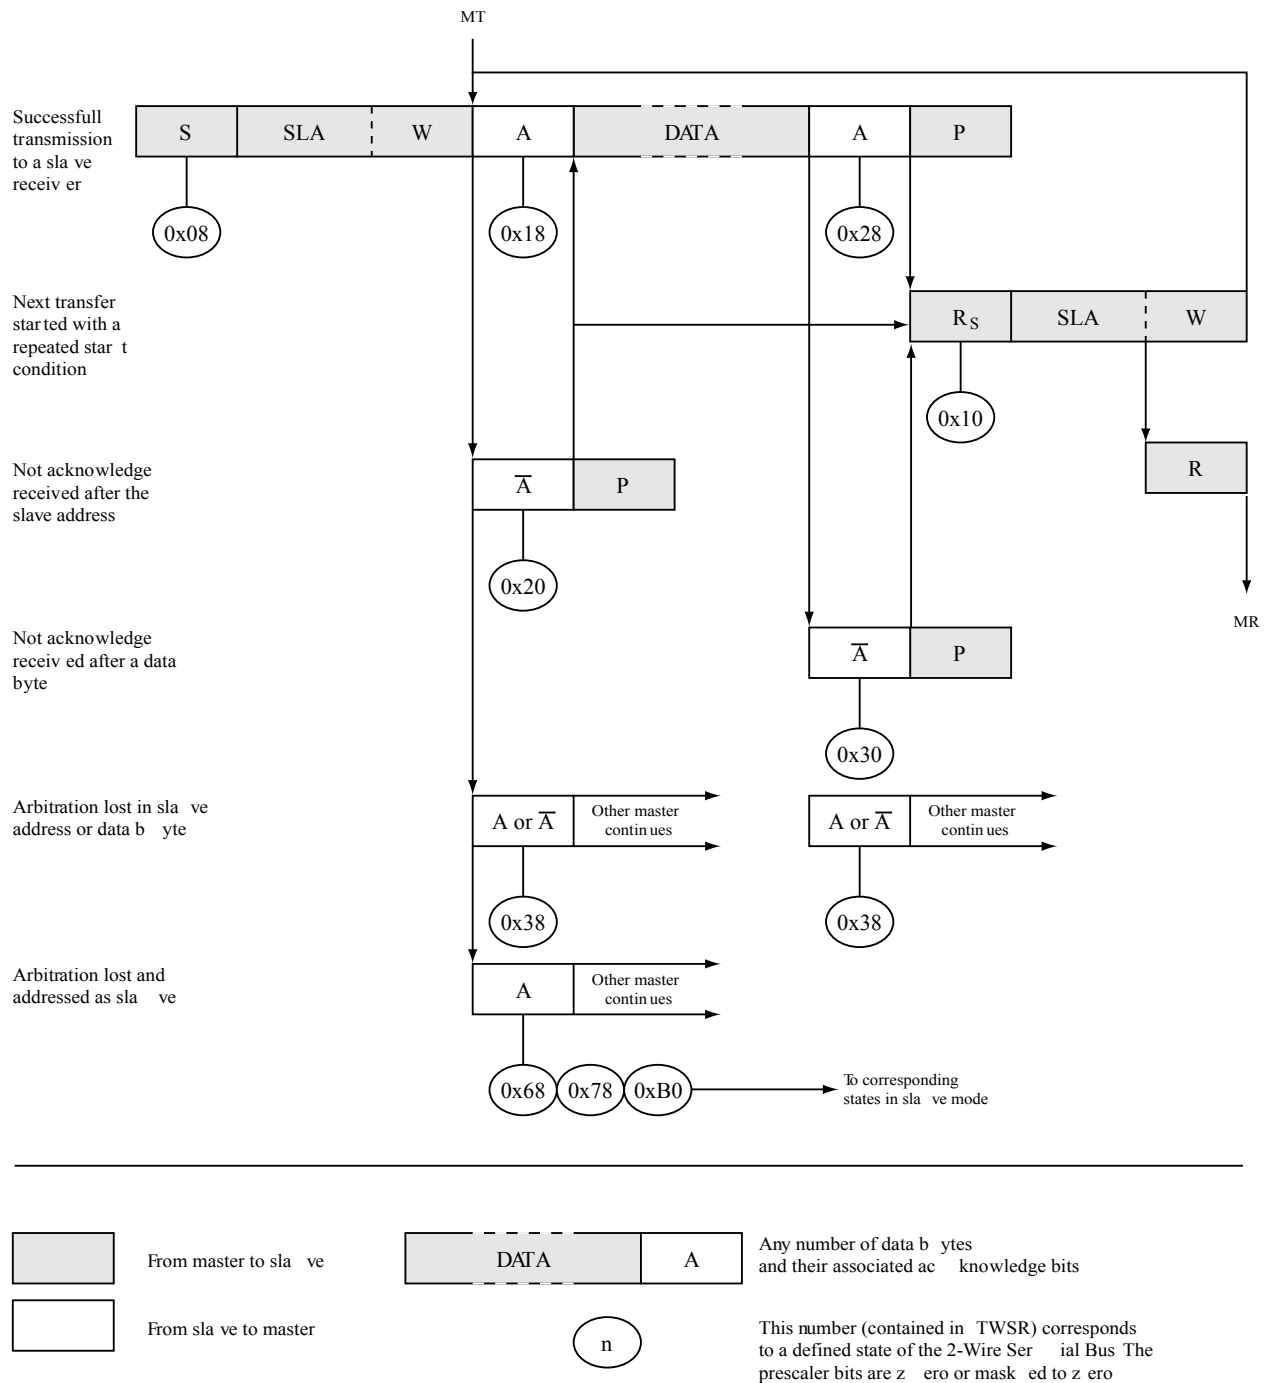 MT
Successfull
transmission
to a sla ve
receiv er
S SLA W A DATA A P
0x08 0x18 0x28
Next transfer
star ted with a
repeated star t
condition
RS SLA W
0x10
Not acknowledge
received after the
slave address
A̅ P
R
0x20
MR
Not acknowledge
receiv ed after a data
byte
A̅ P
0x30
Arbitration lost in sla ve
address or data b yte
A or A̅
Other master
contin ues
A or A̅
Other master
contin ues
0x38 0x38
Arbitration lost and
addressed as sla ve
A
Other master
contin ues
0x68 0x78 0xB0
To corresponding
states in sla ve mode
From master to sla ve
DATA A
Any number of data b ytes
and their associated ac knowledge bits
From sla ve to master
n
This number (contained in TWSR) corresponds
to a defined state of the 2-Wire Ser ial Bus The
prescaler bits are z ero or mask ed to z ero